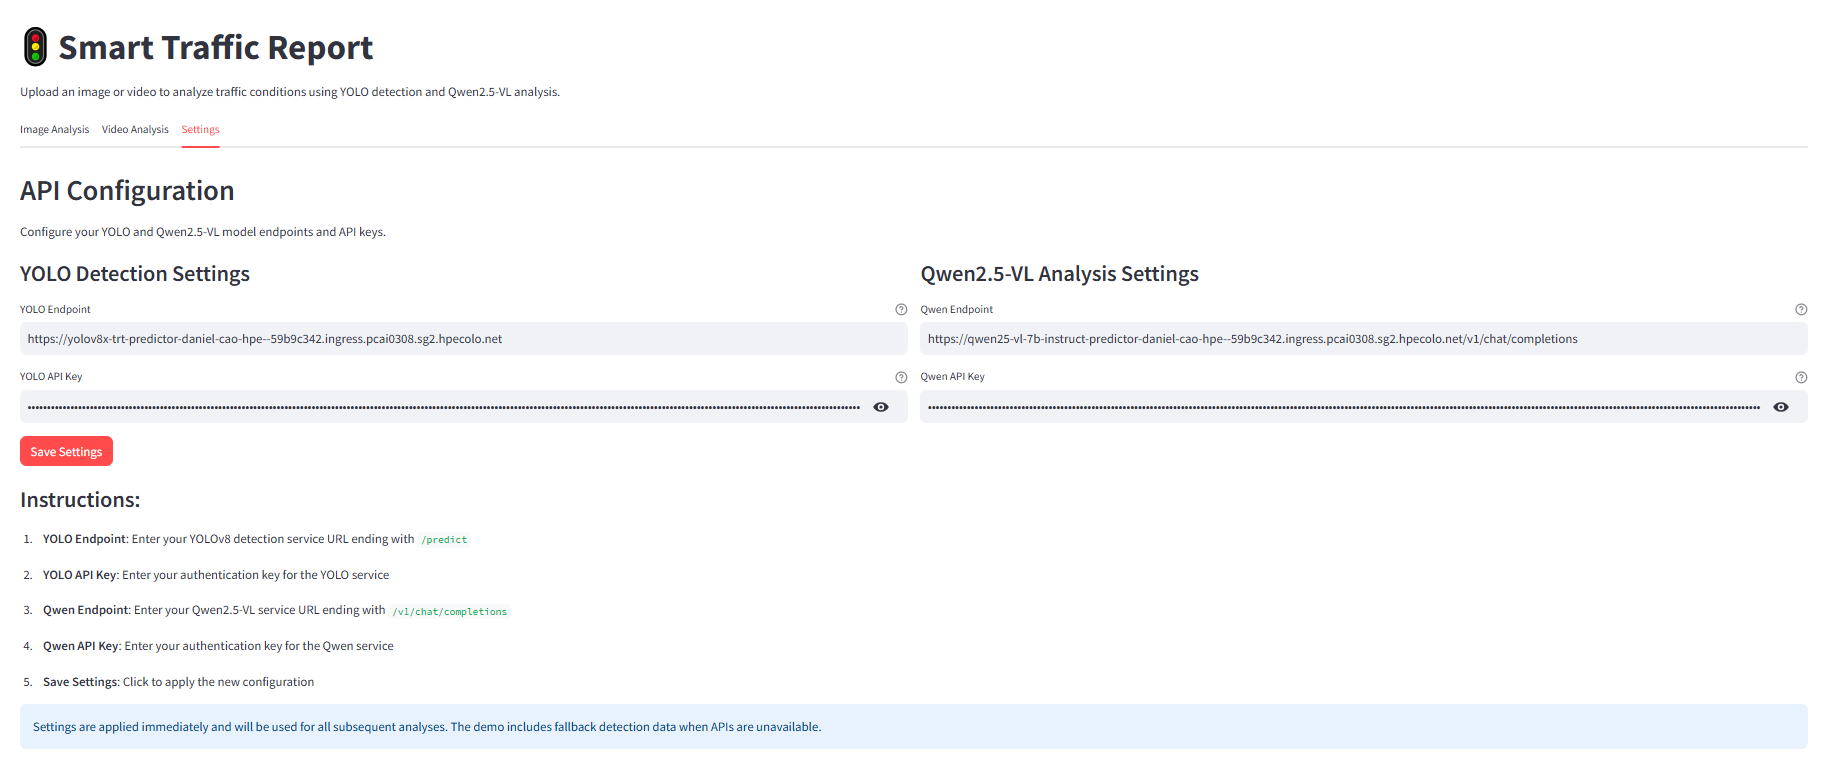 Smart Traffic Report
Upload an image or video to analyze traffic conditions using YOLO detection and Qwen2.5-VL analysis.
Image Analysis Video Analysis Settings
API Configuration
Configure your YOLO and Qwen2.5-VL model endpoints and API keys.
YOLO Detection Settings
YOLO Endpoint
https://yolov8x-trt-predictor-daniel-cao-hpe--59b9c342.ingress.pcai0308.sg2.hpecolo.net
YOLO API Key
Qwen2.5-VL Analysis Settings
Qwen Endpoint
https://qwen25-vl-7b-instruct-predictor-daniel-cao-hpe--59b9c342.ingress.pcai0308.sg2.hpecolo.net/v1/chat/completions
Qwen API Key
Save Settings
Instructions:
1. YOLO Endpoint: Enter your YOLOv8 detection service URL ending with /predict
2. YOLO API Key: Enter your authentication key for the YOLO service
3. Qwen Endpoint: Enter your Qwen2.5-VL service URL ending with /v1/chat/completions
4. Qwen API Key: Enter your authentication key for the Qwen service
5. Save Settings: Click to apply the new configuration
Settings are applied immediately and will be used for all subsequent analyses. The demo includes fallback detection data when APIs are unavailable.